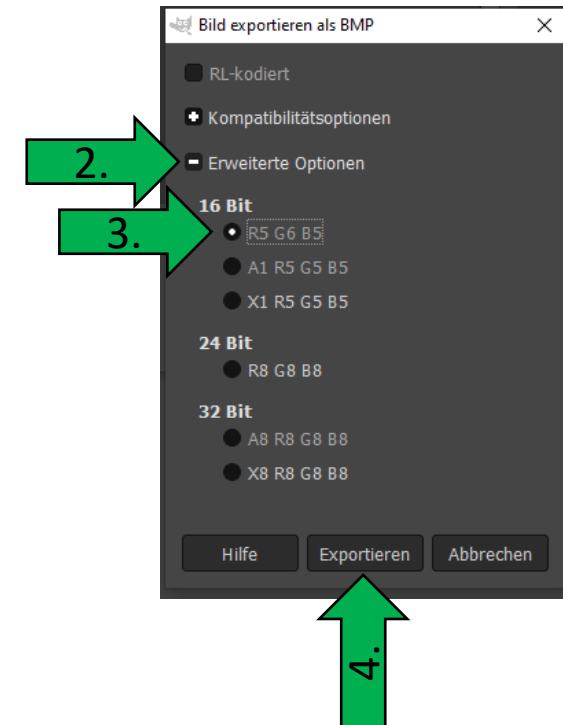 Bild exportieren als BMP
RL-kodiert
Kompatibilitätsoptionen
2.
Erweiterte Optionen
16 Bit
3.
R5 G6 B5
A1 R5 G5 B5
X1 R5 G5 B5
24 Bit
R8 G8 B8
32 Bit
A8 R8 G8 B8
X8 R8 G8 B8
Hilfe Exportieren Abbrechen
4.